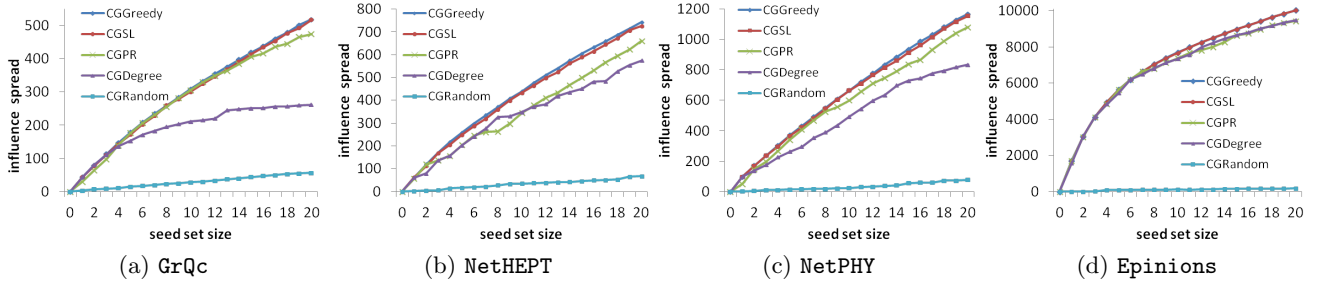 influence spread
500
400
300
200
100
0
CGGreedy
CGSL
CGPR
CGDegree
CGRandom
0 2 4 6 8 10 12 14 16 18 20
seed set size
(a) GrQc
influence spread
800
700
600
500
400
300
200
100
0
CGGreedy
CGSL
CGPR
CGDegree
CGRandom
0 2 4 6 8 10 12 14 16 18 20
seed set size
(b) NetHEPT
influence spread
1200
1000
800
600
400
200
0
CGGreedy
CGSL
CGPR
CGDegree
CGRandom
0 2 4 6 8 10 12 14 16 18 20
seed set size
(c) NetPHY
influence spread
10000
8000
6000
4000
2000
0
CGGreedy
CGSL
CGPR
CGDegree
CGRandom
0 2 4 6 8 10 12 14 16 18 20
seed set size
(d) Epinions